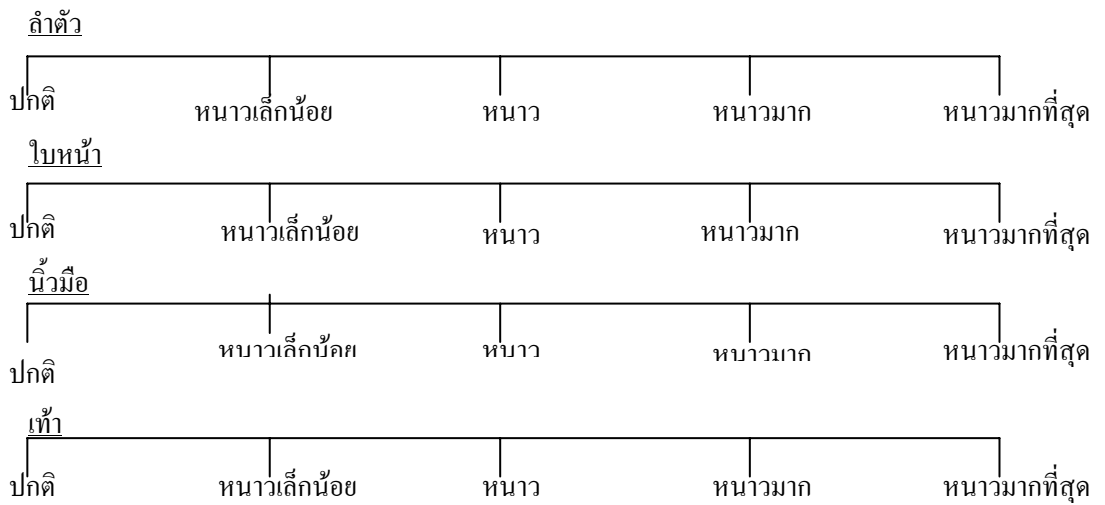 ลำตัว
ปกติ หนาวเล็กน้อย หนาว หนาวมาก หนาวมากที่สุด
ใบหน้า
ปกติ หนาวเล็กน้อย หนาว หนาวมาก หนาวมากที่สุด
นิ้วมือ
ปกติ หนาวเล็กน้อย หนาว หนาวมาก หนาวมากที่สุด
เท้า
ปกติ หนาวเล็กน้อย หนาว หนาวมาก หนาวมากที่สุด